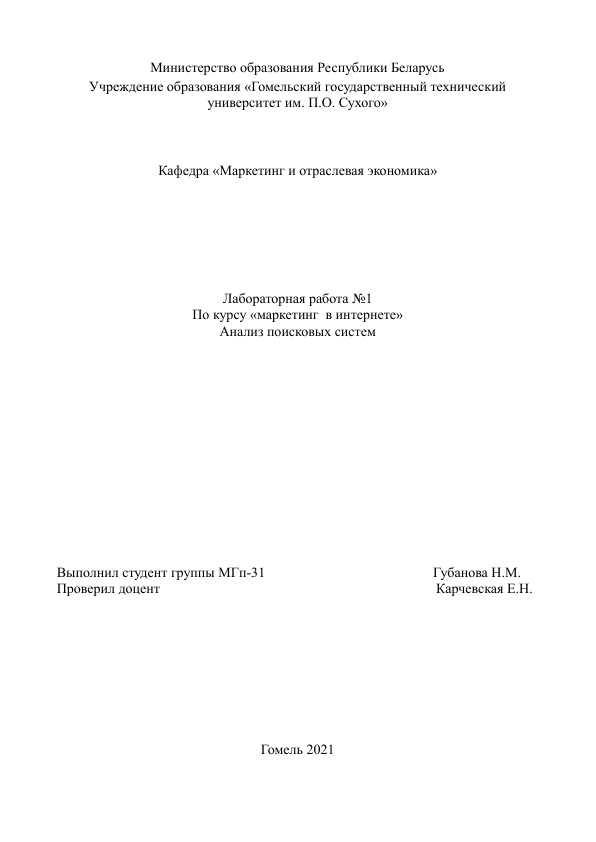 Министерство образования Республики Беларусь
Учреждение образования «Гомельский государственный технический
университет им. П.О. Сухого»
Кафедра «Маркетинг и отраслевая экономика»
Лабораторная работа №1
По курсу «маркетинг  в интернете»
Анализ поисковых систем
Выполнил студент группы МГп-31 Губанова Н.М.
Проверил доцент Карчевская Е.Н.
Гомель 2021